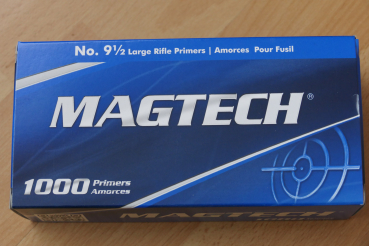 No. 9½ Large Rifle Primers | Amorces Pour Fusil
MAGTECH®
1000 Primers
Amorces